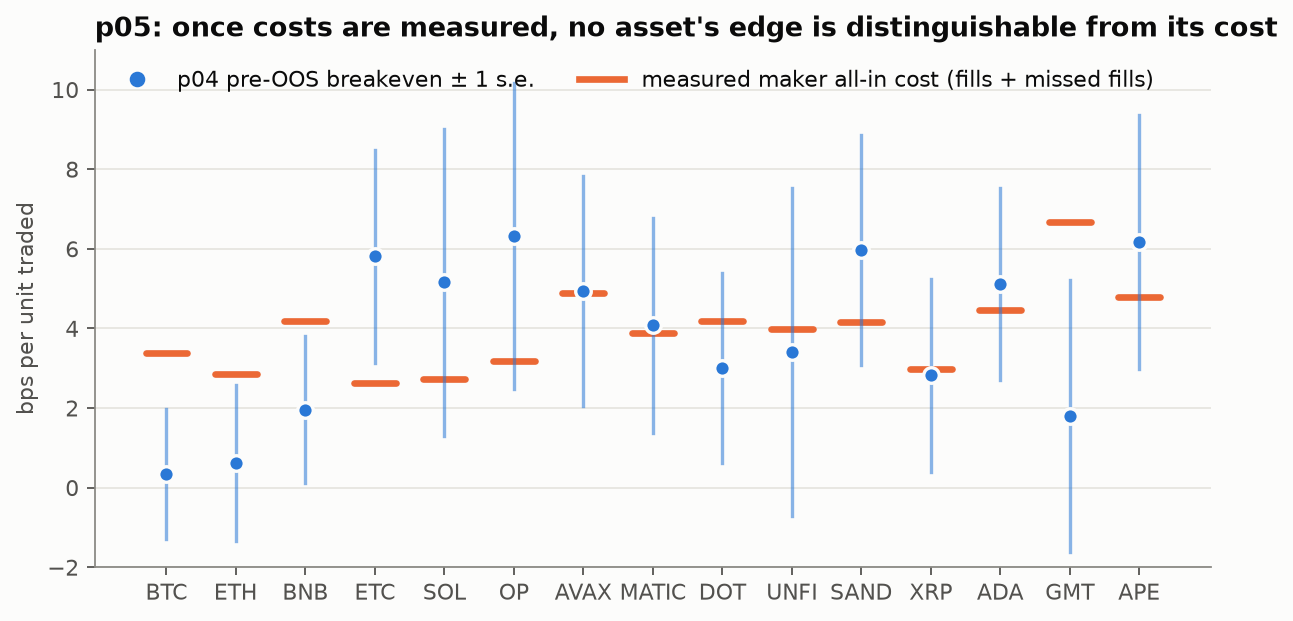 p05: once costs are measured, no asset's edge is distinguishable from its cost
p04 pre-OOS breakeven ± 1 s.e.
measured maker all-in cost (fills + missed fills)
bps per unit traded
10
8
6
4
2
0
−2
BTC ETH BNB ETC SOL OP AVAX MATIC DOT UNFI SAND XRP ADA GMT APE